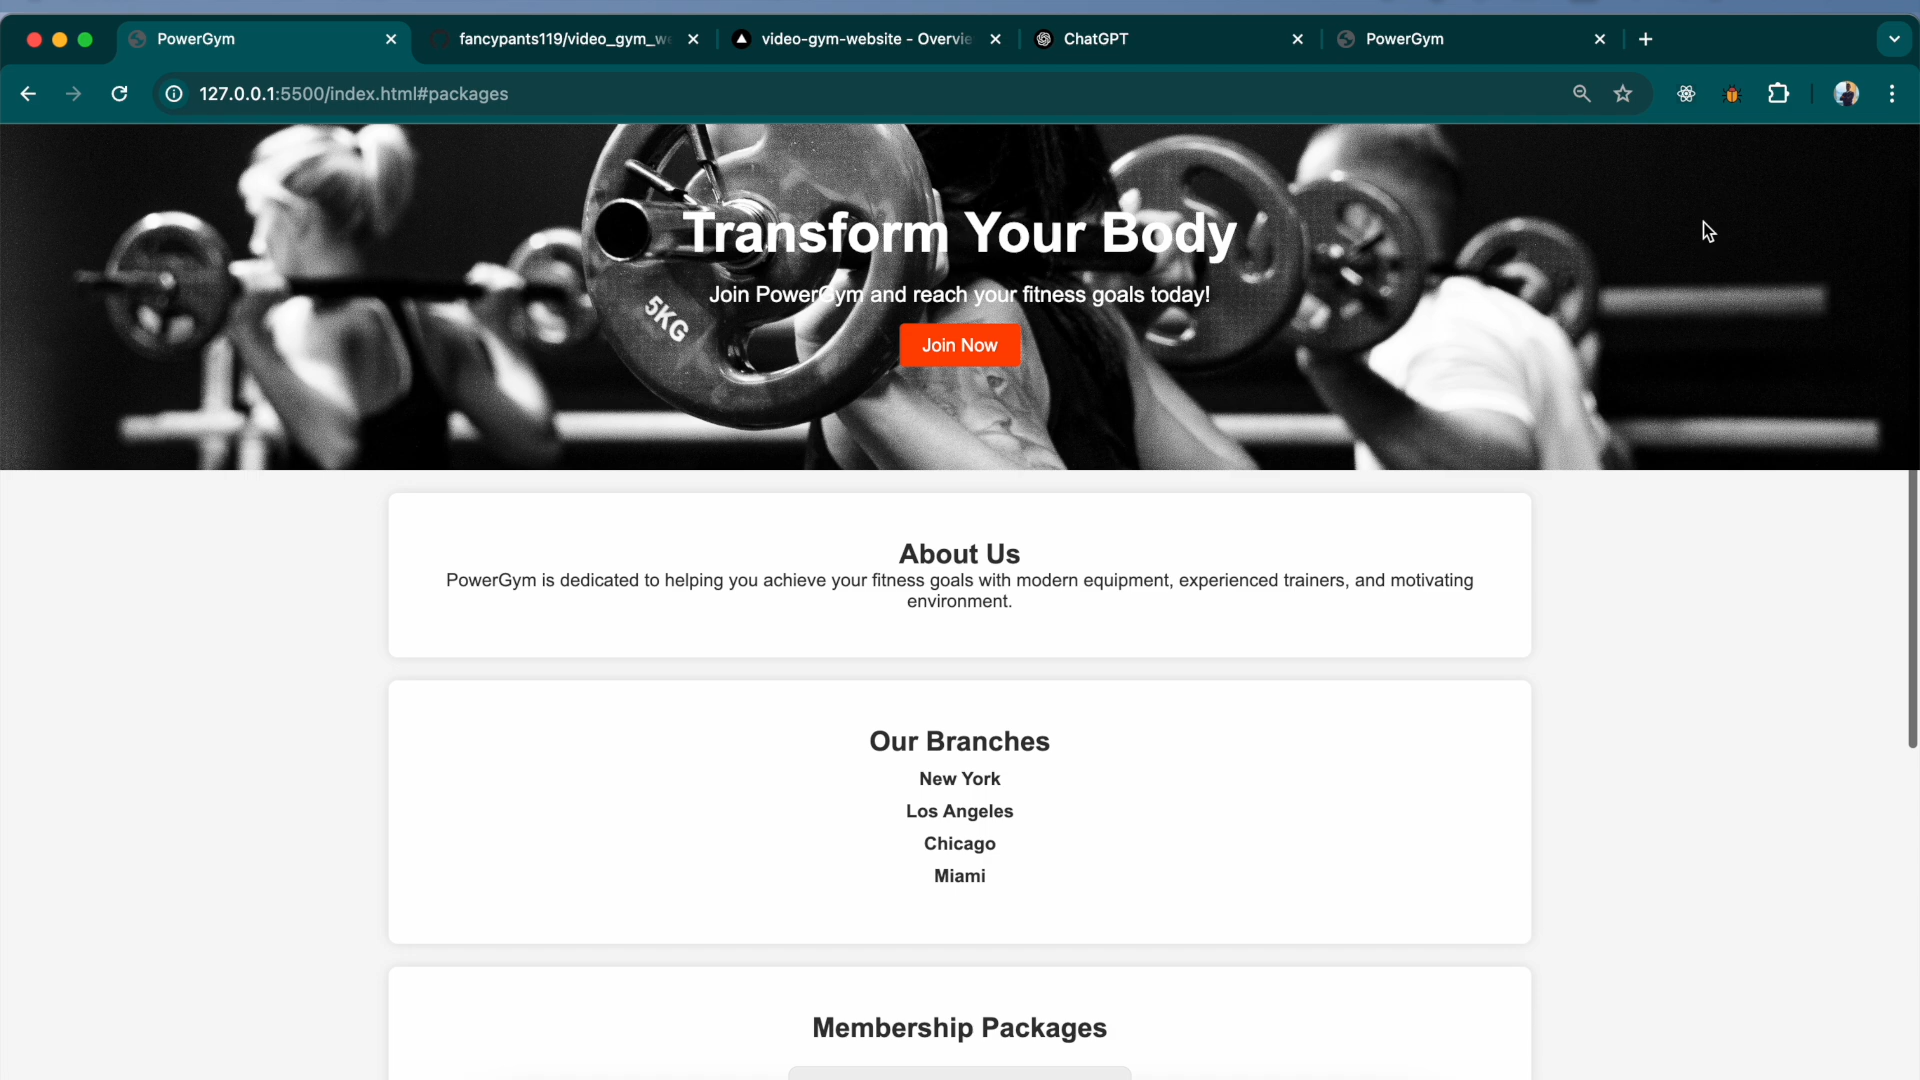 PowerGym
fancypants119/video_gym_we
video-gym-website - Overvie
ChatGPT
PowerGym
127.0.0.1:5500/index.html#packages
5KG
Transform Your Body
Join PowerGym and reach your fitness goals today!
Join Now
About Us
PowerGym is dedicated to helping you achieve your fitness goals with modern equipment, experienced trainers, and motivating
environment.
Our Branches
New York
Los Angeles
Chicago
Miami
Membership Packages